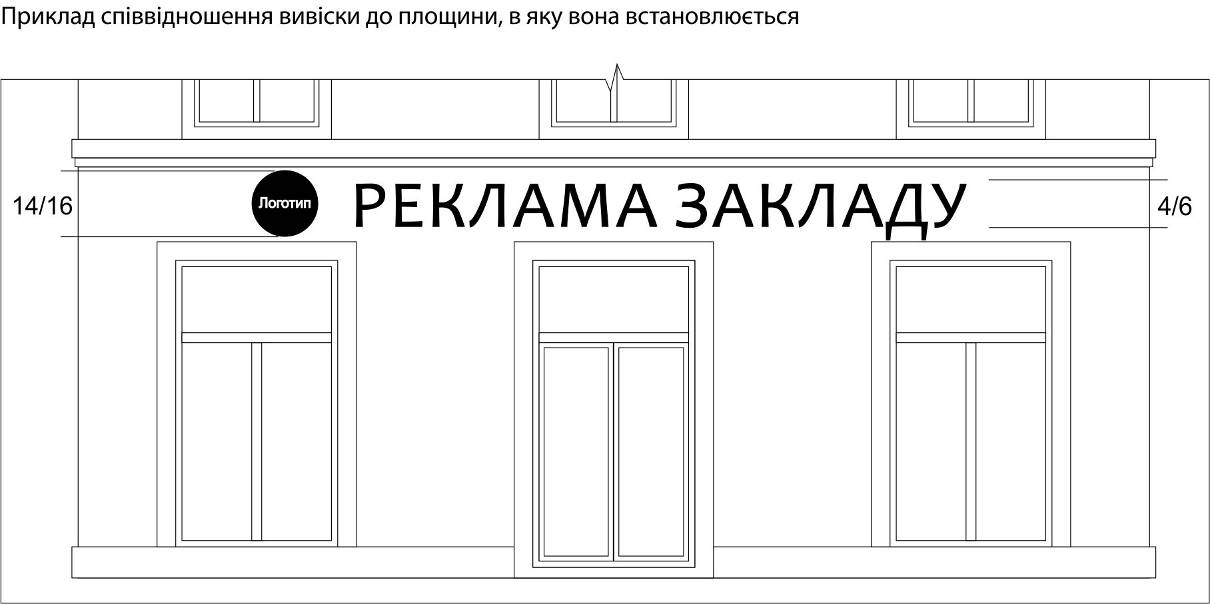 Приклад співвідношення вивіски до площини, в яку вона встановлюється
14/16
Логотип
РЕКЛАМА ЗАКЛАДУ
4/6